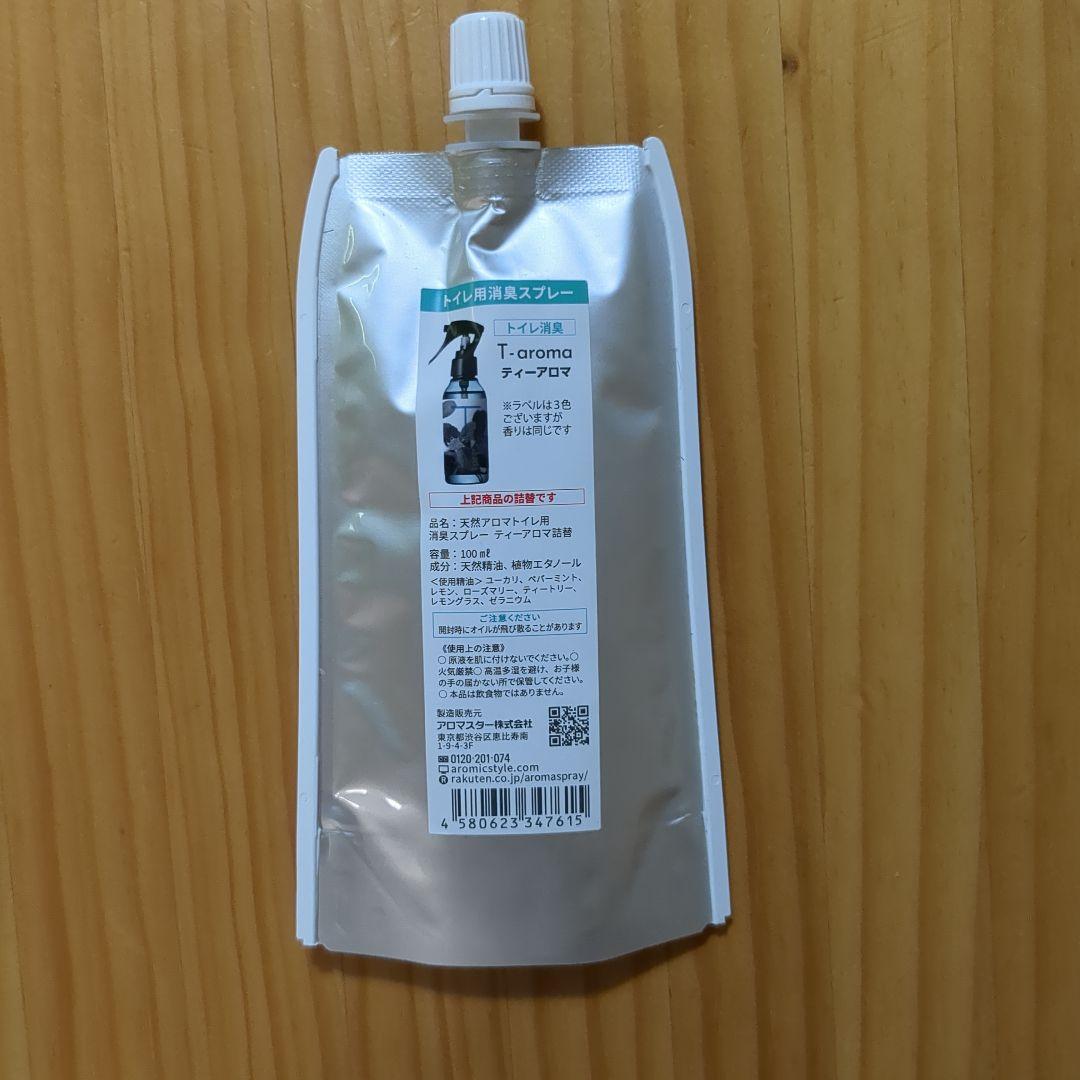 トイレ用消臭スプレー
トイレ消臭
T-aroma
ティーアロマ
※ラベルは3色
ございますが
香りは同じです
上記商品の詰替です
品名：天然アロマトイレ用
消臭スプレー ティーアロマ詰替
容量：100㎖
成分：天然精油、植物エタノール
＜使用精油＞ユーカリ、ペパーミント、
レモン、ローズマリー、ティートリー、
レモングラス、ゼラニウム
ご注意ください
開封時にオイルが飛び散ることがあります
《使用上の注意》
○原液を肌に付けないでください。○
火気厳禁○高温多湿を避け、お子様
の手の届かない所で保管してください。
○本品は飲食物ではありません。
製造販売元
アロマスター株式会社
東京都渋谷区恵比寿南
1-9-4-3F
0120-201-074
aromicstyle.com
R rakuten.co.jp/aromaspray/
4 580623 347615